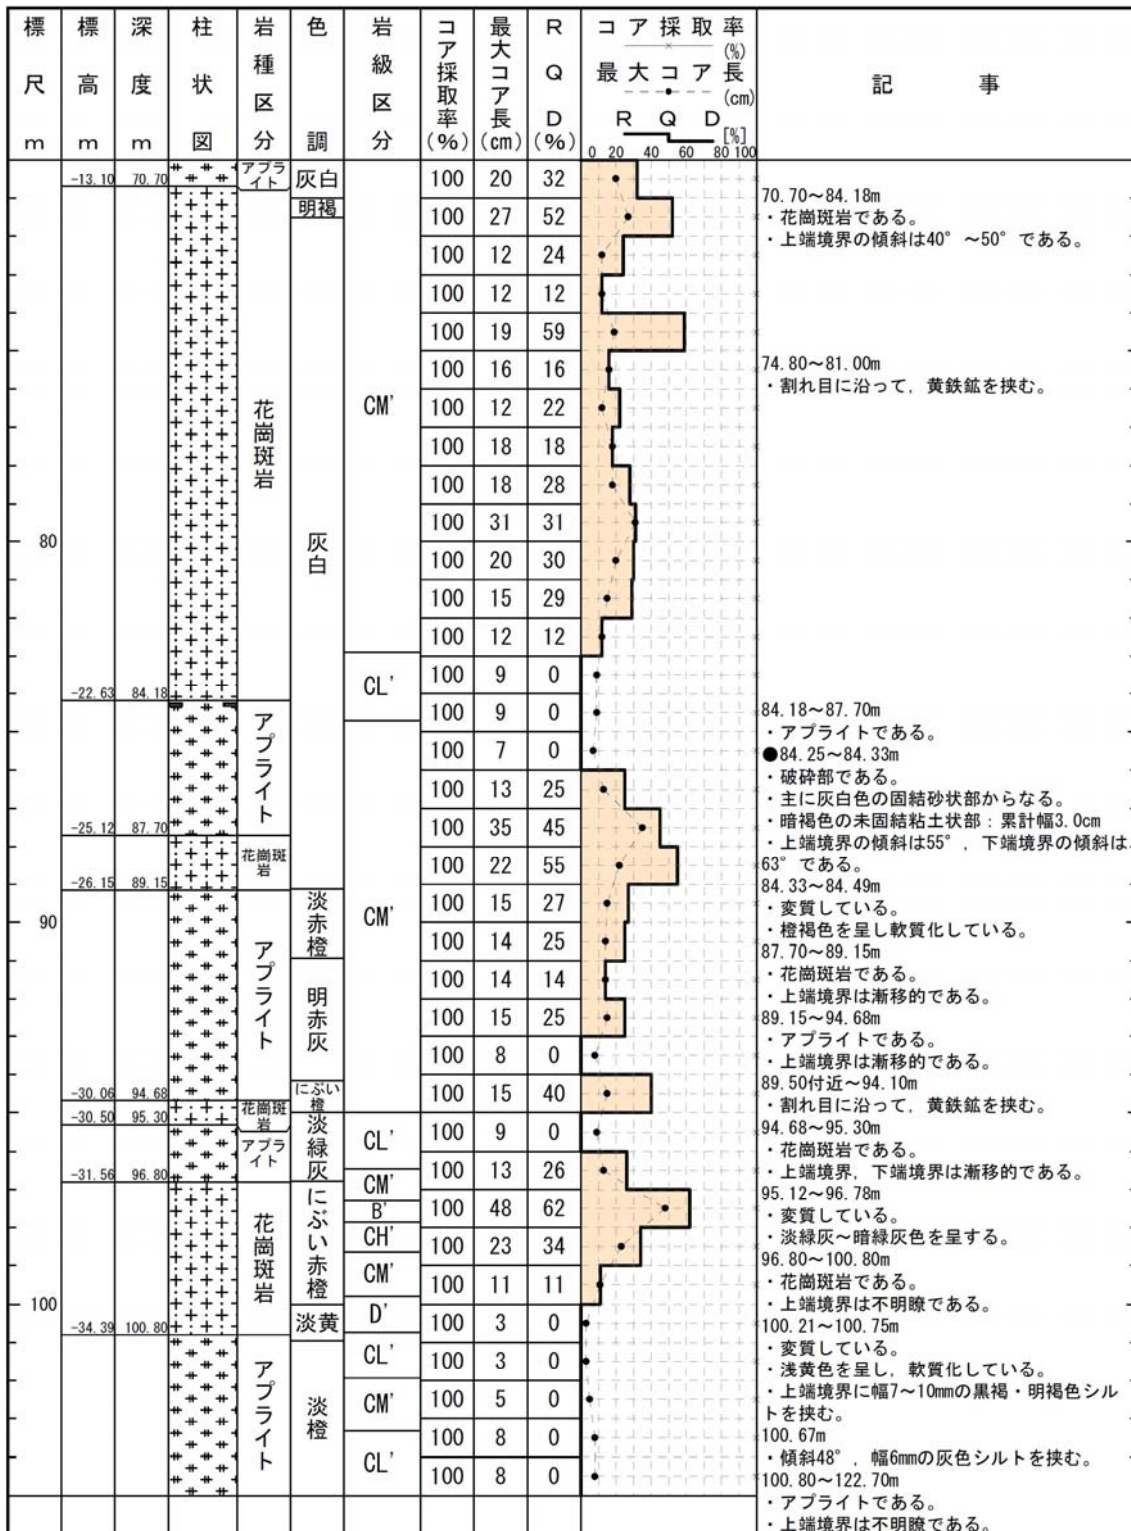 標尺 m
標高 m
深度 m
柱状図
岩種区分
色調
岩級区分
コア採取率(%)
最大コア長(cm)
RQD(%)
コア採取率
(%)
最大コア長
(cm)
RQD
[%]
0 20 40 60 80 100
記事
80
90
100
-13.10 70.70
-22.63 84.18
-25.12 87.70
-26.15 89.15
-30.06 94.68
-30.50 95.30
-31.56 96.80
-34.39 100.80
アプライト
花崗斑岩
アプライト
花崗斑岩
アプライト
花崗斑岩
アプライト
花崗斑岩
アプライト
灰白
明褐
灰白
淡赤橙
明赤灰
にぶい橙
淡緑灰
にぶい赤橙
淡黄
淡橙
CM'
CL'
CM'
CL'
CM'
B'
CH'
CM'
D'
CL'
CM'
CL'
100 20 32
100 27 52
100 12 24
100 12 12
100 19 59
100 16 16
100 12 22
100 18 18
100 18 28
100 31 31
100 20 30
100 15 29
100 12 12
100 9 0
100 9 0
100 7 0
100 13 25
100 35 45
100 22 55
100 15 27
100 14 25
100 14 14
100 15 25
100 8 0
100 15 40
100 9 0
100 13 26
100 48 62
100 23 34
100 11 11
100 3 0
100 3 0
100 5 0
100 8 0
100 8 0
70.70～84.18m
・花崗斑岩である。
・上端境界の傾斜は40°～50°である。
74.80～81.00m
・割れ目に沿って，黄鉄鉱を挟む。
84.18～87.70m
・アプライトである。
●84.25～84.33m
・破砕部である。
・主に灰白色の固結砂状部からなる。
・暗褐色の未固結粘土状部：累計幅3.0cm
・上端境界の傾斜は55°，下端境界の傾斜は
63°である。
84.33～84.49m
・変質している。
・橙褐色を呈し軟質化している。
87.70～89.15m
・花崗斑岩である。
・上端境界は漸移的である。
89.15～94.68m
・アプライトである。
・上端境界は漸移的である。
89.50付近～94.10m
・割れ目に沿って，黄鉄鉱を挟む。
94.68～95.30m
・花崗斑岩である。
・上端境界，下端境界は漸移的である。
95.12～96.78m
・変質している。
・淡緑灰～暗緑灰色を呈する。
96.80～100.80m
・花崗斑岩である。
・上端境界は不明瞭である。
100.21～100.75m
・変質している。
・浅黄色を呈し，軟質化している。
・上端境界に幅7～10mmの黒褐・明褐色シル
トを挟む。
100.67m
・傾斜48°，幅6mmの灰色シルトを挟む。
100.80～122.70m
・アプライトである。
・上端境界は不明瞭である。